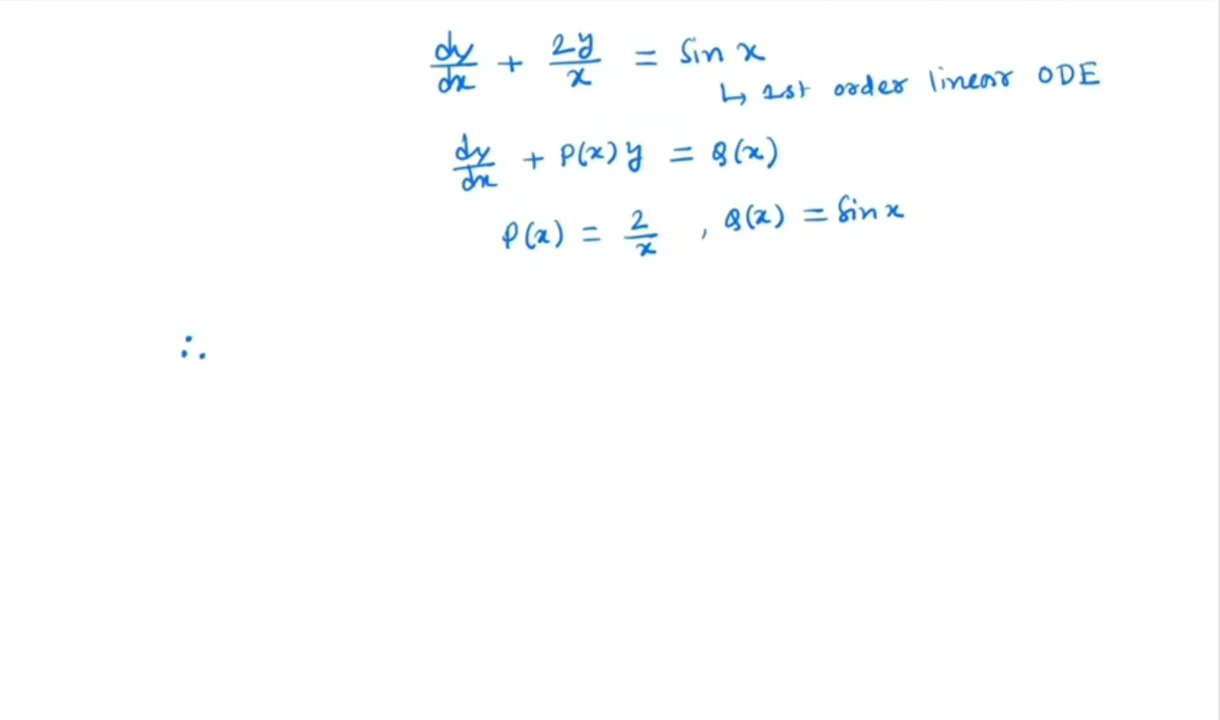 dy/dx + 2y/x = Sin x
↳ 1st order linear ODE
dy/dx + P(x) y = Q(x)
P(x) = 2/x , Q(x) = Sin x
∴